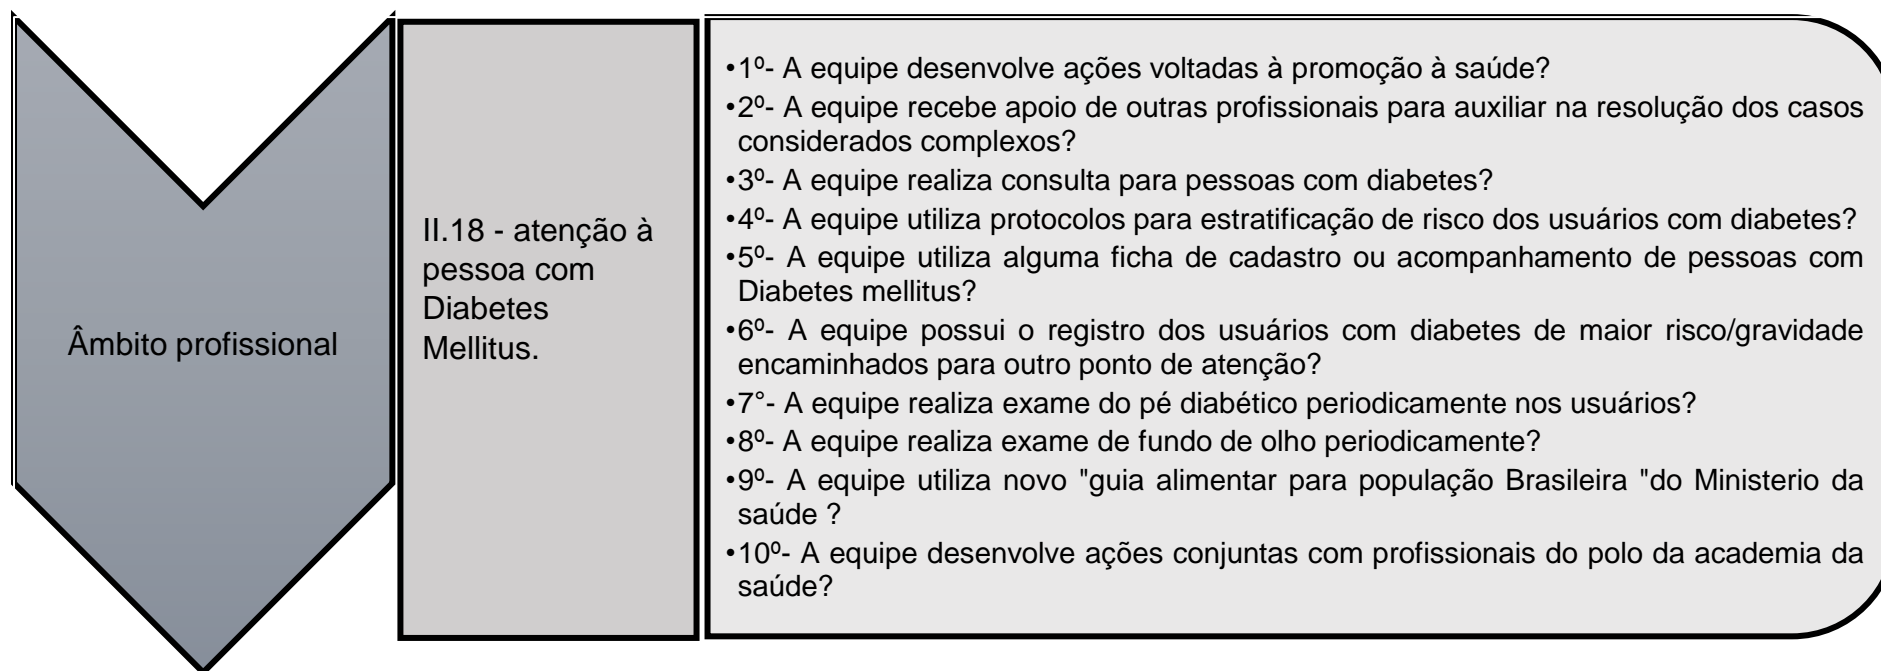 Âmbito profissional
II.18 - atenção à
pessoa com
Diabetes
Mellitus.
•1º- A equipe desenvolve ações voltadas à promoção à saúde?
•2º- A equipe recebe apoio de outras profissionais para auxiliar na resolução dos casos
considerados complexos?
•3º- A equipe realiza consulta para pessoas com diabetes?
•4º- A equipe utiliza protocolos para estratificação de risco dos usuários com diabetes?
•5º- A equipe utiliza alguma ficha de cadastro ou acompanhamento de pessoas com
Diabetes mellitus?
•6º- A equipe possui o registro dos usuários com diabetes de maior risco/gravidade
encaminhados para outro ponto de atenção?
•7°- A equipe realiza exame do pé diabético periodicamente nos usuários?
•8º- A equipe realiza exame de fundo de olho periodicamente?
•9º- A equipe utiliza novo "guia alimentar para população Brasileira "do Ministerio da
saúde ?
•10º- A equipe desenvolve ações conjuntas com profissionais do polo da academia da
saúde?